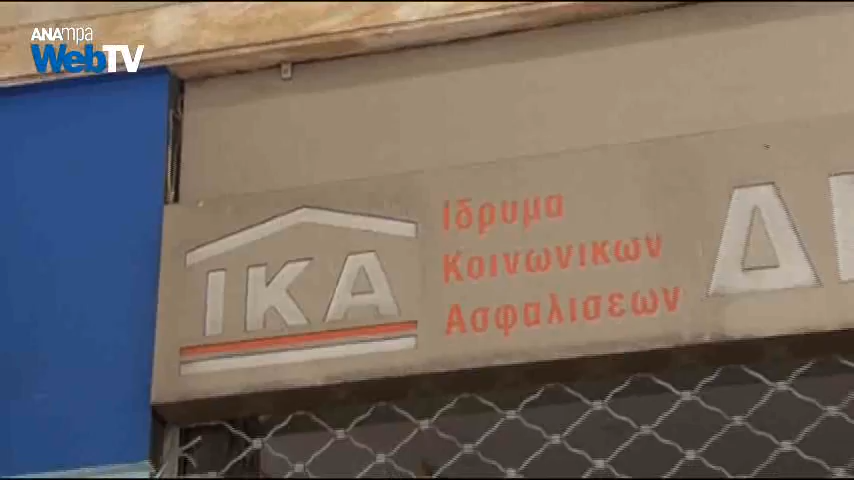 ANAmpa
WebTV
ΙΚΑ
Ιδρυμα
Κοινωνικων
Ασφαλισεων
Δ